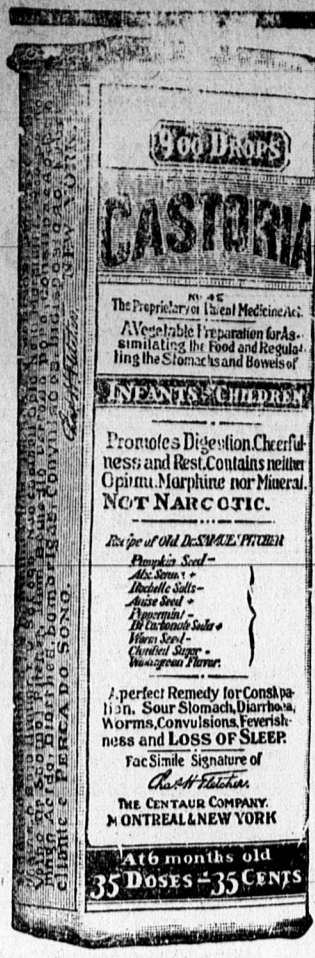 900 DROPS
CASTORIA
The Proprietary or Patent Medicine Act.
A Vegetable Preparation for As-
similating the Food and Regula-
ting the Stomachs and Bowels of
INFANTS & CHILDREN
Promotes Digestion, Cheerful-
ness and Rest. Contains neither
Opium, Morphine nor Mineral.
NOT NARCOTIC.
Recipe of Old Dr. SAMUEL PITCHER
Pumpkin Seed -
Alx. Senna +
Rochelle Salts -
Anise Seed +
Peppermint -
Bi Carbonate Soda +
Worm Seed -
Clarified Sugar -
Wintergreen Flavor.
A perfect Remedy for Constipa-
tion, Sour Stomach, Diarrhoea,
Worms, Convulsions, Feverish-
ness and LOSS OF SLEEP.
Fac Simile Signature of
Chas. H. Fletcher.
THE CENTAUR COMPANY.
MONTREAL & NEW YORK
At 6 months old
35 DOSES - 35 CENTS
Chas. H. Fletcher. NEW YORK.
PERCA DO SONO.